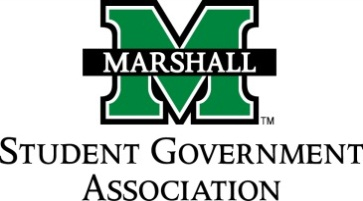 MARSHALL
TM
STUDENT GOVERNMENT
ASSOCIATION